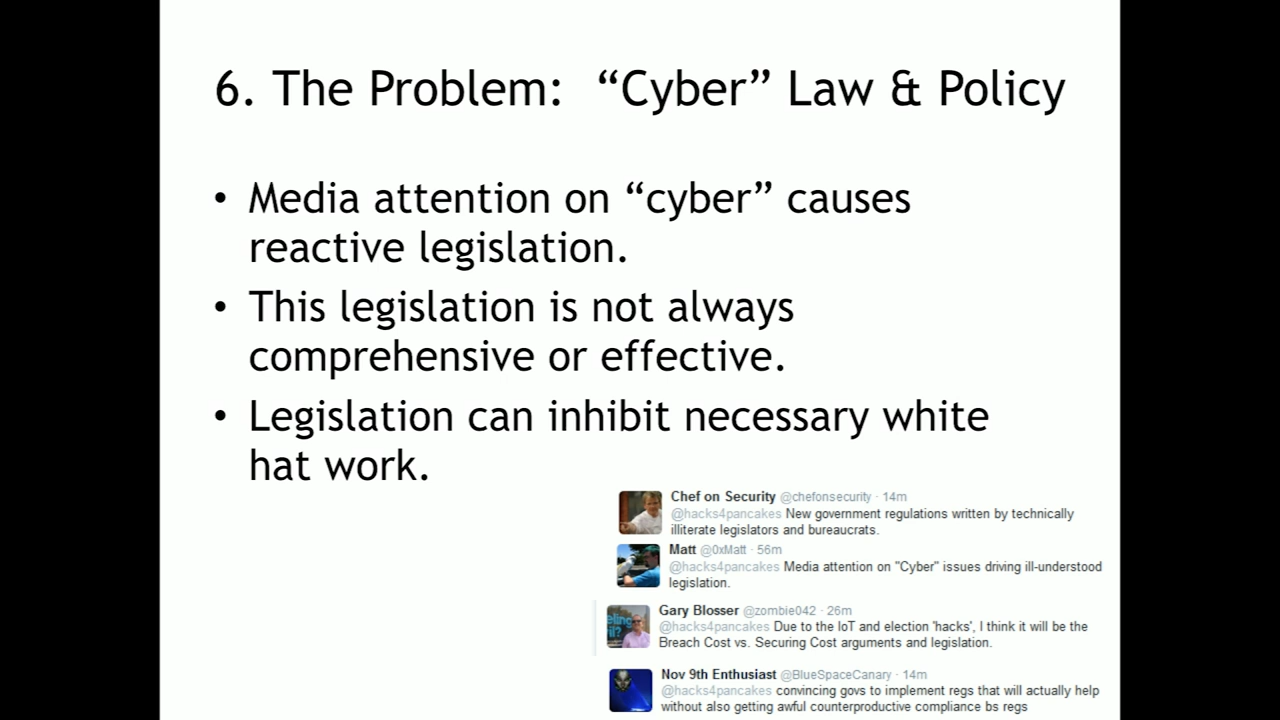 6. The Problem: “Cyber” Law & Policy
• Media attention on “cyber” causes
reactive legislation.
• This legislation is not always
comprehensive or effective.
• Legislation can inhibit necessary white
hat work.
Chef on Security @chefonsecurity · 14m
@hacks4pancakes New government regulations written by technically
illiterate legislators and bureaucrats.
Matt @0xMatt · 56m
@hacks4pancakes Media attention on "Cyber" issues driving ill-understood
legislation.
Gary Blosser @zombie042 · 26m
@hacks4pancakes Due to the IoT and election 'hacks', I think it will be the
Breach Cost vs. Securing Cost arguments and legislation.
Nov 9th Enthusiast @BlueSpaceCanary · 14m
@hacks4pancakes convincing govs to implement regs that will actually help
without also getting awful counterproductive compliance bs regs